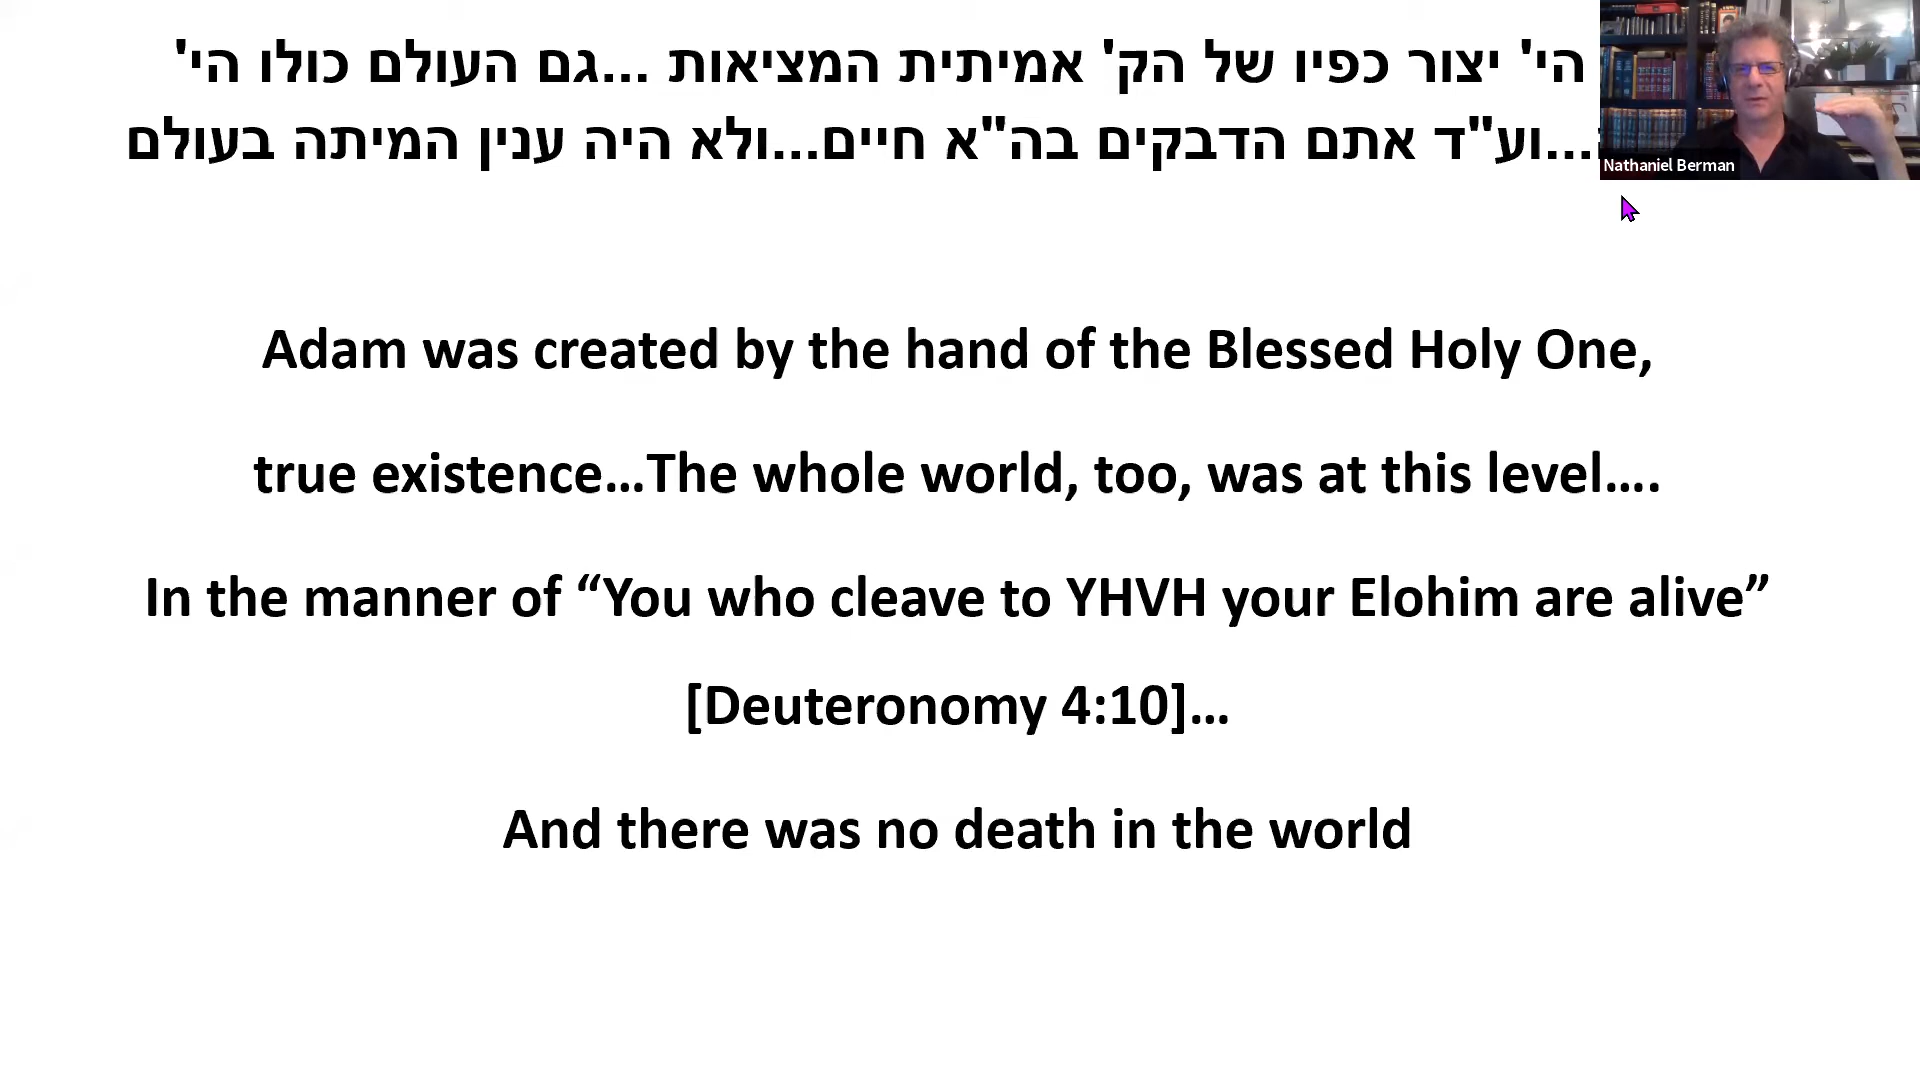 הי' יצור כפיו של הק' אמיתית המציאות ...גם העולם כולו הי'
...וע"ד אתם הדבקים בה"א חיים...ולא היה ענין המיתה בעולם
Nathaniel Berman
Adam was created by the hand of the Blessed Holy One,
true existence...The whole world, too, was at this level....
In the manner of “You who cleave to YHVH your Elohim are alive”
[Deuteronomy 4:10]...
And there was no death in the world